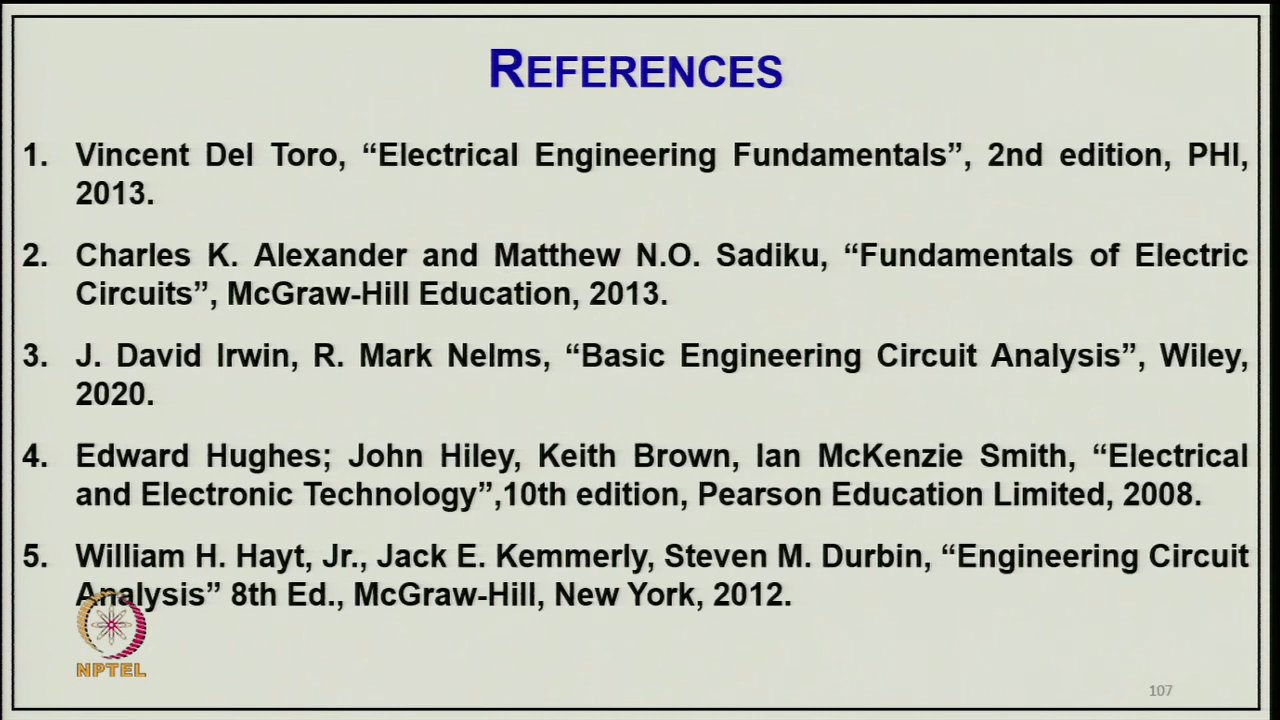 REFERENCES
1. Vincent Del Toro, “Electrical Engineering Fundamentals”, 2nd edition, PHI,
2013.
2. Charles K. Alexander and Matthew N.O. Sadiku, “Fundamentals of Electric
Circuits”, McGraw-Hill Education, 2013.
3. J. David Irwin, R. Mark Nelms, “Basic Engineering Circuit Analysis”, Wiley,
2020.
4. Edward Hughes; John Hiley, Keith Brown, Ian McKenzie Smith, “Electrical
and Electronic Technology”,10th edition, Pearson Education Limited, 2008.
5. William H. Hayt, Jr., Jack E. Kemmerly, Steven M. Durbin, “Engineering Circuit
Analysis” 8th Ed., McGraw-Hill, New York, 2012.
NPTEL
107